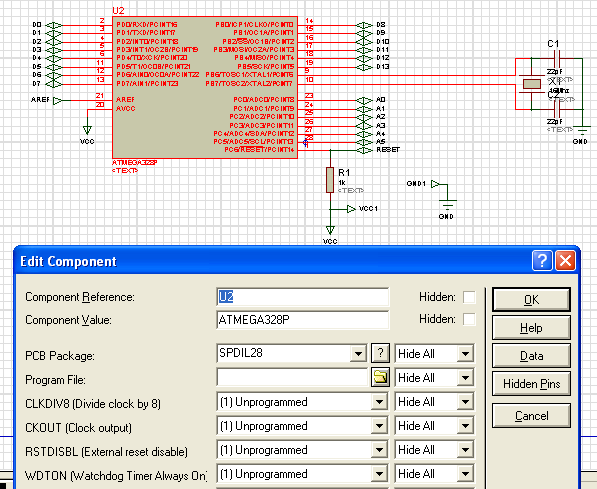 U2
D0 2 PD0/RXD/PCINT16 PB0/ICP1/CLKO/PCINT0 14 D8
D1 3 PD1/TXD/PCINT17 PB1/OC1A/PCINT1 15 D9
D2 4 PD2/INT0/PCINT18 PB2/SS/OC1B/PCINT2 16 D10
D3 5 PD3/INT1/OC2B/PCINT19 PB3/MOSI/OC2A/PCINT3 17 D11
D4 6 PD4/T0/XCK/PCINT20 PB4/MISO/PCINT4 18 D12
D5 11 PD5/T1/OC0B/PCINT21 PB5/SCK/PCINT5 19 D13
D6 12 PD6/AIN0/OC0A/PCINT22 PB6/TOSC1/XTAL1/PCINT6 9
D7 13 PD7/AIN1/PCINT23 PB7/TOSC2/XTAL2/PCINT7 10
C1
22pF
X1
16Mhz
<TEXT>
C2
22pF
GND
AREF 21 AREF PC0/ADC0/PCINT8 23 A0
20 AVCC PC1/ADC1/PCINT9 24 A1
PC2/ADC2/PCINT10 25 A2
PC3/ADC3/PCINT11 26 A3
PC4/ADC4/SDA/PCINT12 27 A4
PC5/ADC5/SCL/PCINT13 28 A5
PC6/RESET/PCINT14 RESET
VCC
ATMEGA328P
<TEXT>
R1
1k
<TEXT>
GND1
GND
VCC1
VCC
Edit Component
Component Reference: U2 Hidden: OK
Component Value: ATMEGA328P Hidden: Help
PCB Package: SPDIL28 ? Hide All Data
Program File: Hide All Hidden Pins
CLKDIV8 (Divide clock by 8) (1) Unprogrammed Hide All Cancel
CKOUT (Clock output) (1) Unprogrammed Hide All
RSTDISBL (External reset disable) (1) Unprogrammed Hide All
WDTON (Watchdog Timer Always On) (1) Unprogrammed Hide All